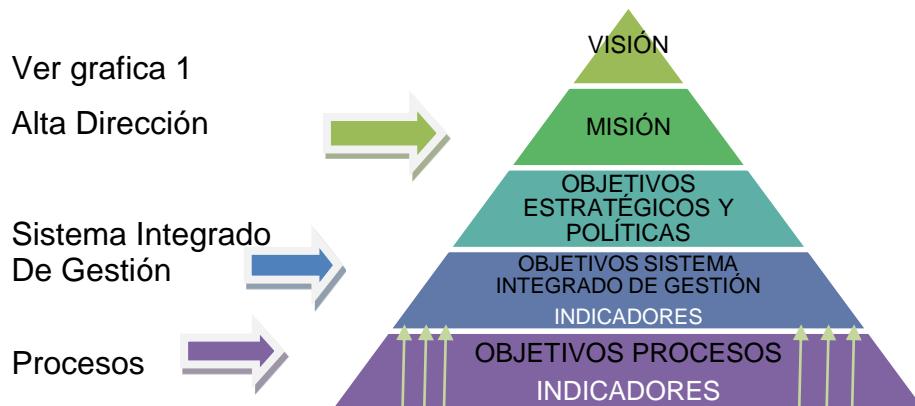 Ver grafica 1
Alta Dirección
Sistema Integrado
De Gestión
Procesos
VISIÓN
MISIÓN
OBJETIVOS
ESTRATÉGICOS Y
POLÍTICAS
OBJETIVOS SISTEMA
INTEGRADO DE GESTIÓN
INDICADORES
OBJETIVOS PROCESOS
INDICADORES